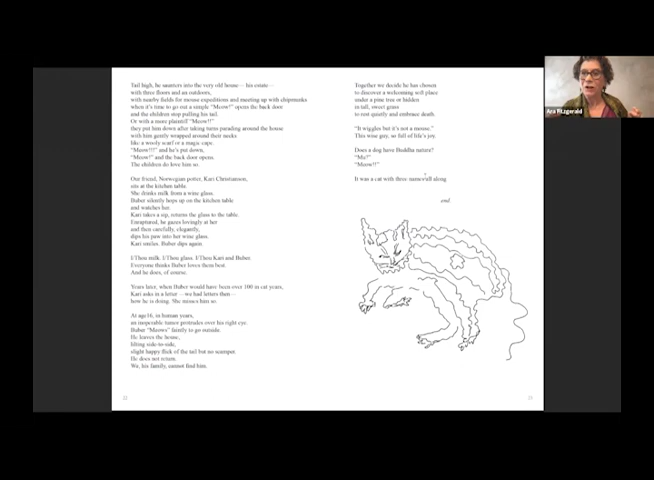 Tail high, he saunters into the very old house— his estate—
with three floors and an outdoors,
with nearby fields for mouse expeditions and meeting up with chipmunks
when it's time to go out a simple "Meow!" opens the back door
and the children stop pulling his tail.
Or with a more plaintiff "Meow!!"
they put him down after taking turns parading around the house
with him gently wrapped around their necks
like a wooly scarf or a magic cape.
"Meow!!!" and he's put down,
"Meow!" and the back door opens.
The children do love him so.
Our friend, Norwegian potter, Kari Christianson,
sits at the kitchen table.
She drinks milk from a wine glass.
Buber silently hops up on the kitchen table
and watches her.
Kari takes a sip, returns the glass to the table.
Enraptured, he gazes lovingly at her
and then carefully, elegantly,
dips his paw into her wine glass.
Kari smiles. Buber dips again
I/Thou milk. I/Thou glass. I/Thou Kari and Buber.
Everyone thinks Buber loves them best.
And he does, of course.
Years later, when Buber would have been over 100 in cat years,
Kari asks in a letter —we had letters then—
how he is doing. She misses him.
At age 16, in human years,
an inoperable tumor protrudes over his right eye.
Buber "Meows" faintly to go outside.
He leaves the house,
tilting side-to-side,
slight happy flick of the tail but no scamper.
He does not return.
We, his family, cannot find him.
Together we decide he has chosen
to discover a welcoming soft place
under a pine tree or hidden
in tall, sweet grass
to rest quietly and embrace death.
"It wiggles but it's not a mouse."
This wise guy, so full of life's joy.
Does a dog have Buddha nature?
"Mu?"
"Meow!!"
It was a cat with three names all along
end
22
23
Ara Fitzgerald